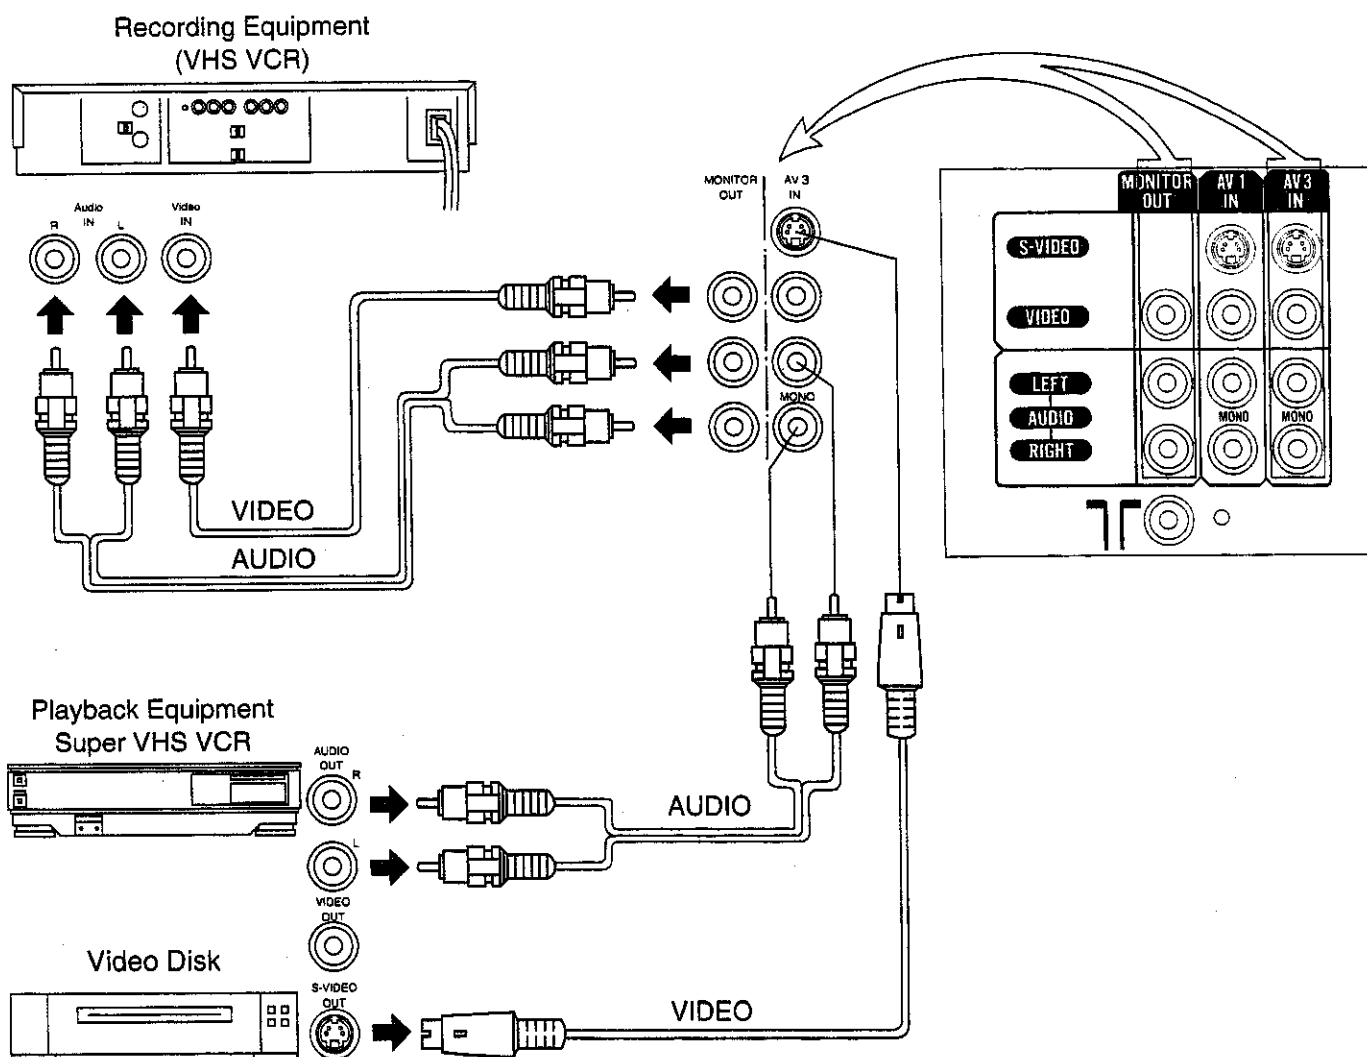 Recording Equipment
(VHS VCR)
Audio
IN
R
L
Video
IN
MONITOR
OUT
AV 3
IN
MONO
MONITOR
OUT
AV 1
IN
AV 3
IN
S-VIDEO
VIDEO
LEFT
AUDIO
RIGHT
MONO
MONO
VIDEO
AUDIO
Playback Equipment
Super VHS VCR
AUDIO
OUT
R
L
VIDEO
OUT
AUDIO
Video Disk
S-VIDEO
OUT
VIDEO